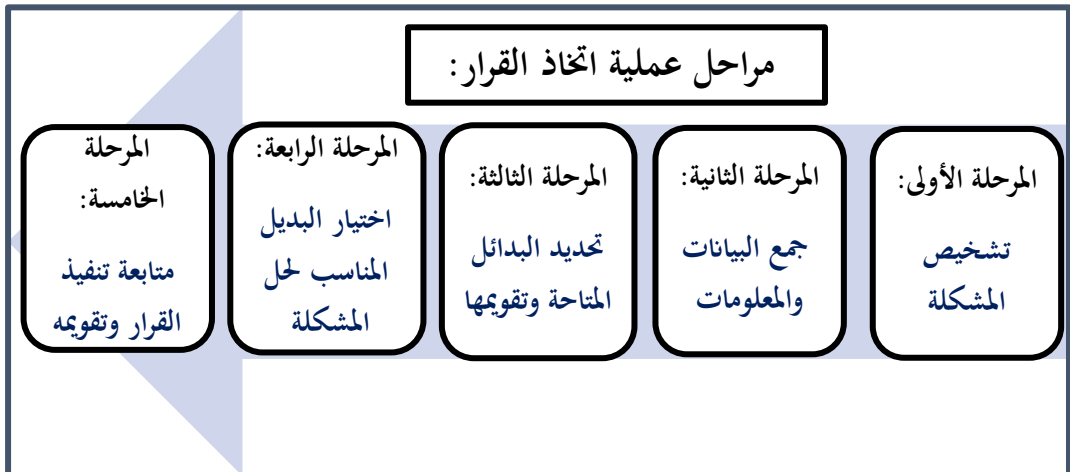 مراحل عملية اتخاذ القرار:
المرحلة الأولى:
تشخيص
المشكلة
المرحلة الثانية:
جمع البيانات
والمعلومات
المرحلة الثالثة:
تحديد البدائل
المتاحة وتقويمها
المرحلة الرابعة:
اختيار البديل
المناسب لحل
المشكلة
المرحلة
الخامسة:
متابعة تنفيذ
القرار وتقويمه